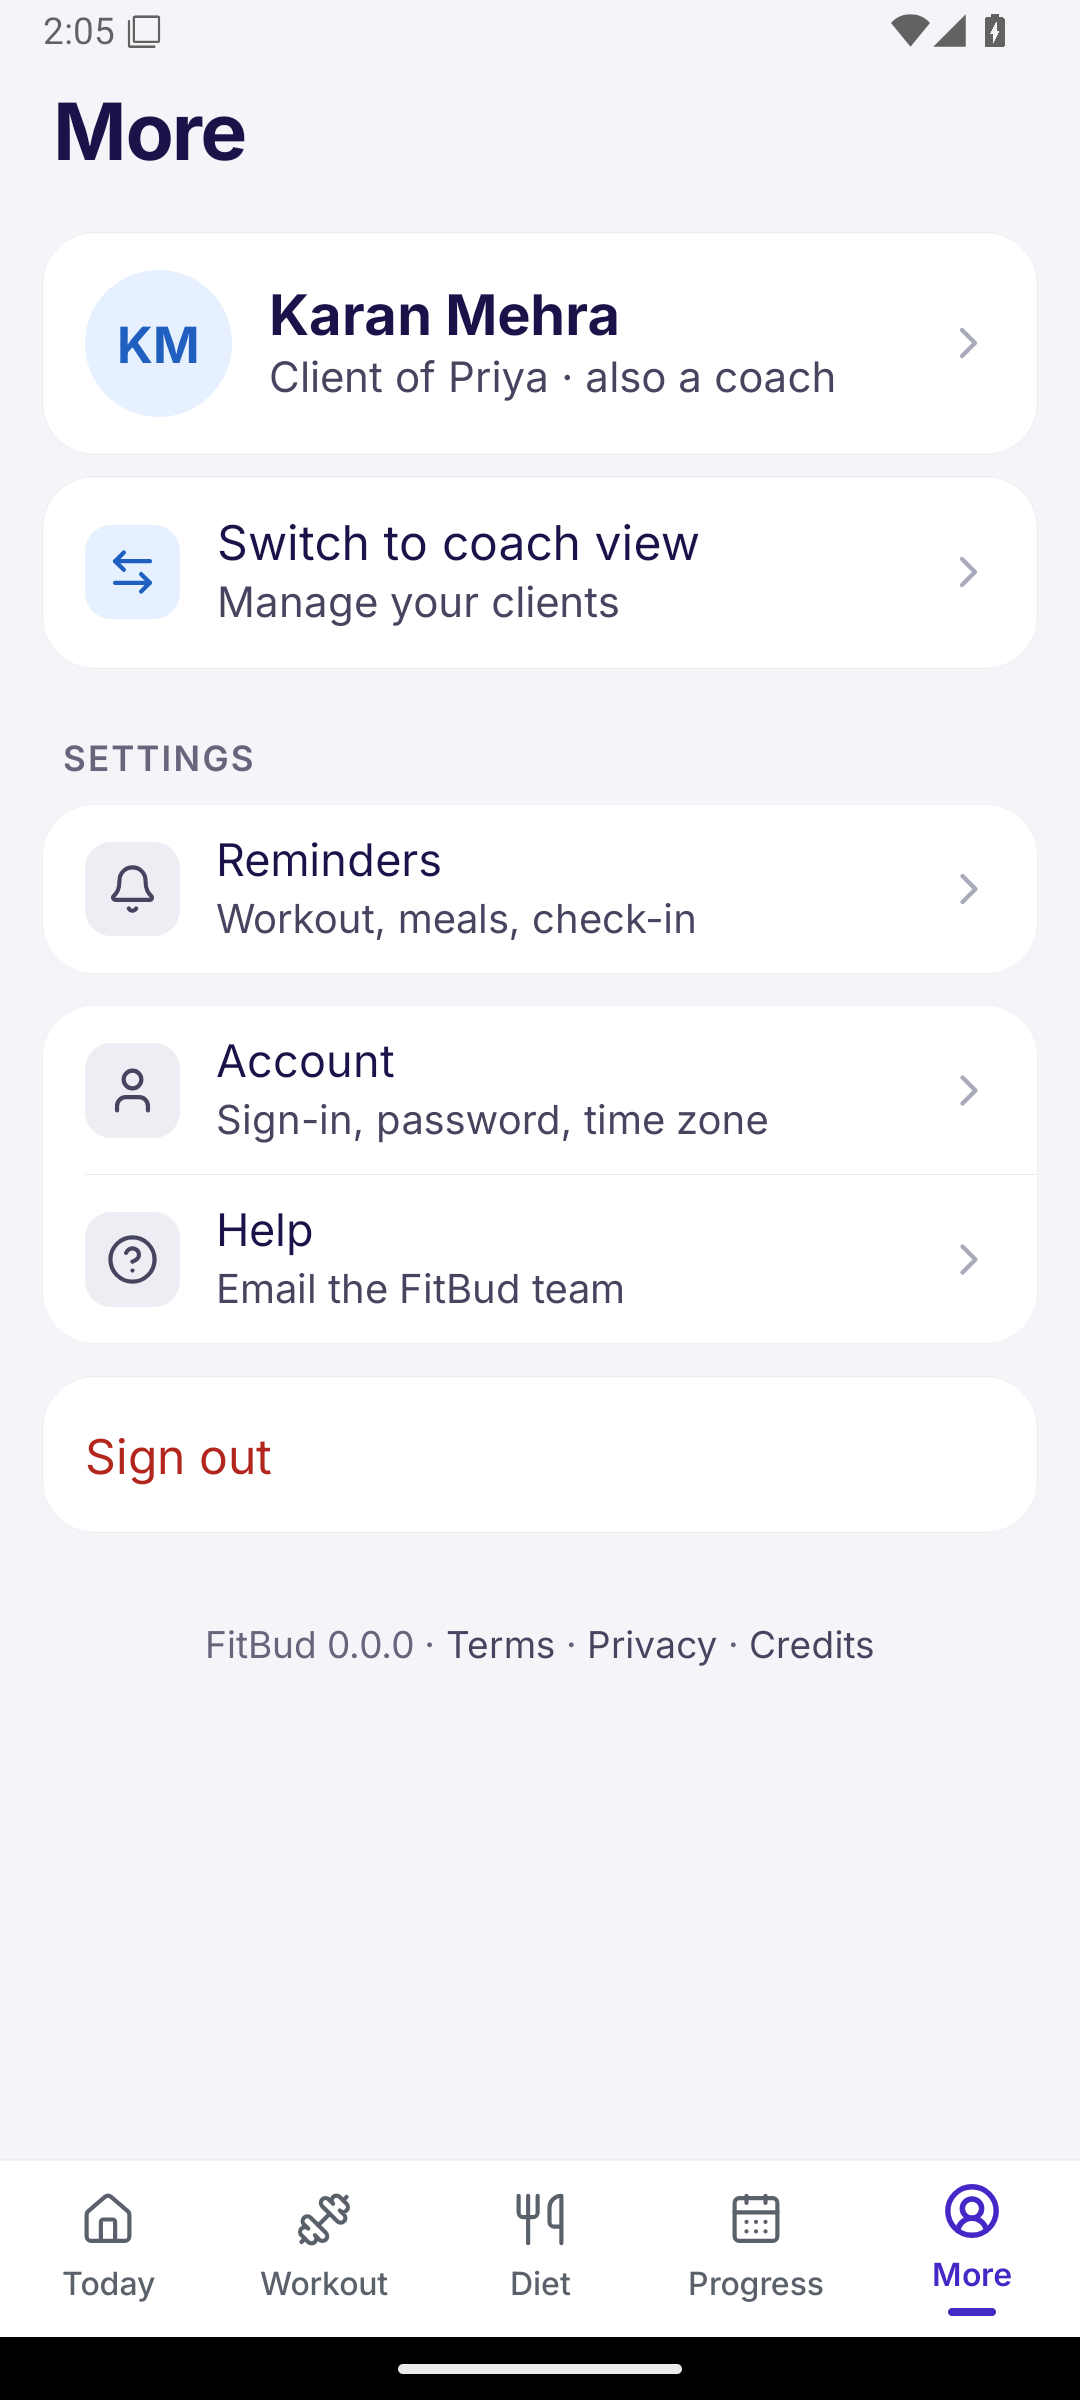 2:05
More
KM
Karan Mehra
Client of Priya · also a coach
Switch to coach view
Manage your clients
SETTINGS
Reminders
Workout, meals, check-in
Account
Sign-in, password, time zone
Help
Email the FitBud team
Sign out
FitBud 0.0.0 · Terms · Privacy · Credits
Today
Workout
Diet
Progress
More